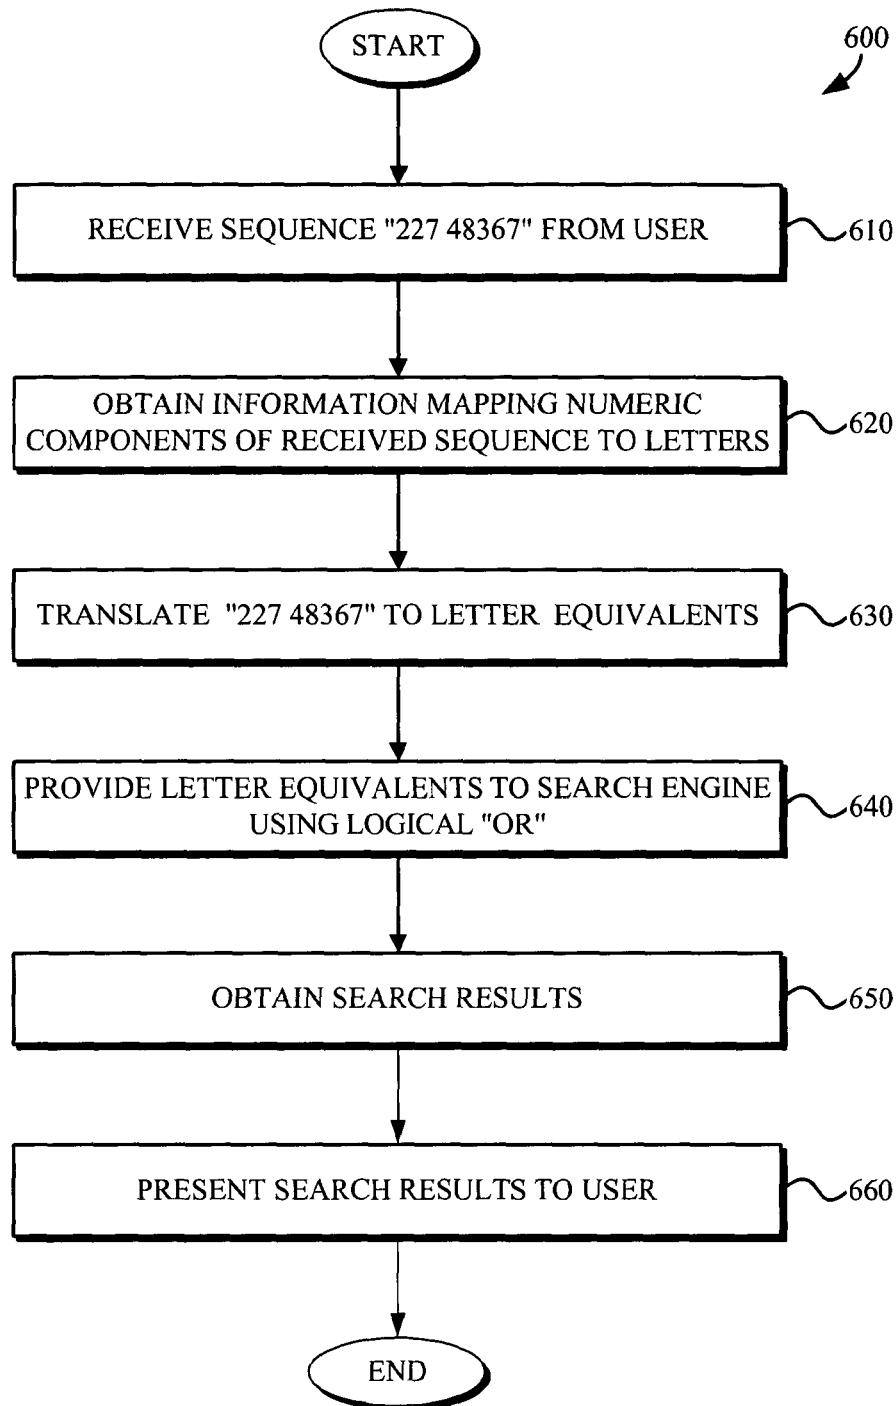 START
600
RECEIVE SEQUENCE "227 48367" FROM USER
610
OBTAIN INFORMATION MAPPING NUMERIC
COMPONENTS OF RECEIVED SEQUENCE TO LETTERS
620
TRANSLATE "227 48367" TO LETTER EQUIVALENTS
630
PROVIDE LETTER EQUIVALENTS TO SEARCH ENGINE
USING LOGICAL "OR"
640
OBTAIN SEARCH RESULTS
650
PRESENT SEARCH RESULTS TO USER
660
END